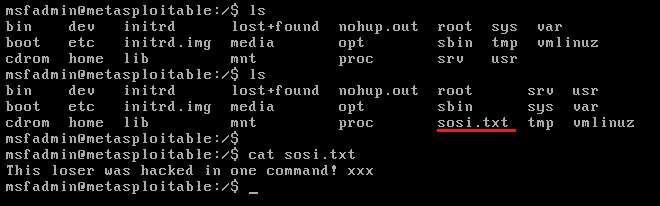 msfadmin@metasploitable:/$ ls
bin dev initrd lost+found nohup.out root sys var
boot etc initrd.img media opt sbin tmp vmlinuz
cdrom home lib mnt proc srv usr
msfadmin@metasploitable:/$ ls
bin dev initrd lost+found nohup.out root srv usr
boot etc initrd.img media opt sbin sys var
cdrom home lib mnt proc sosi.txt tmp vmlinuz
msfadmin@metasploitable:/$
msfadmin@metasploitable:/$ cat sosi.txt
This loser was hacked in one command! xxx
msfadmin@metasploitable:/$ _